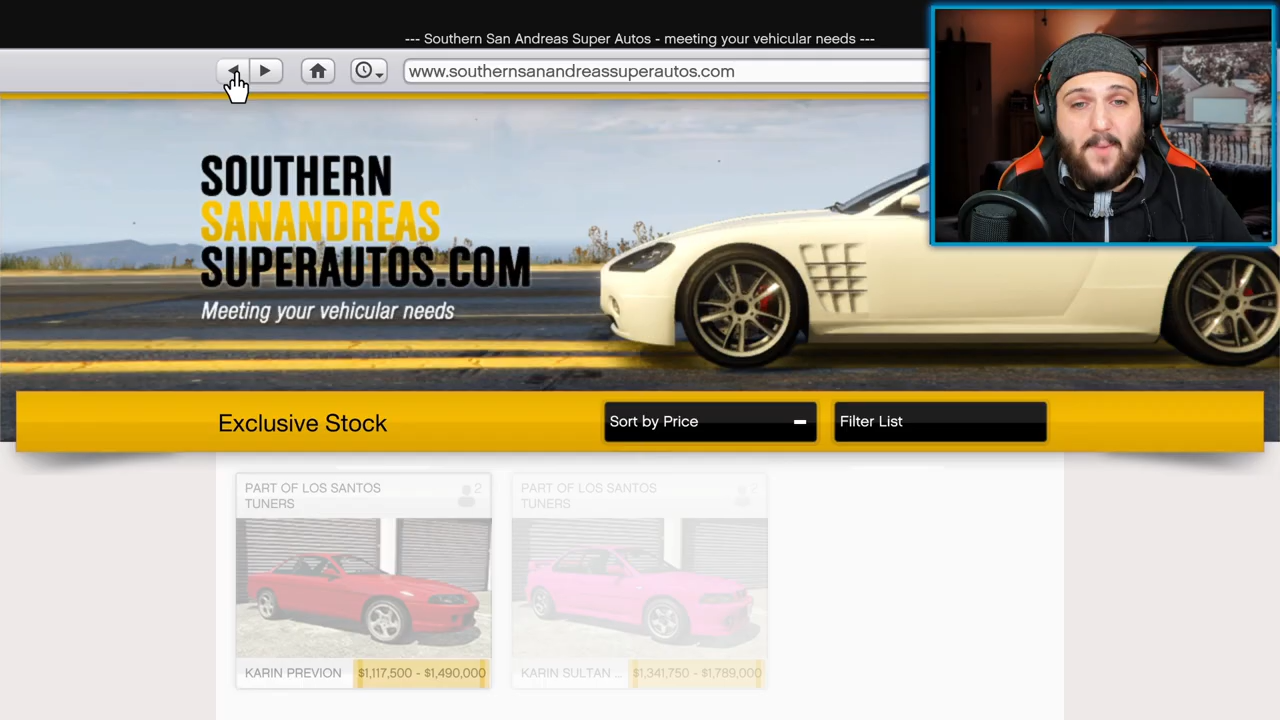 --- Southern San Andreas Super Autos - meeting your vehicular needs ---
www.southernsanandreassuperautos.com
SOUTHERN
SANANDREAS
SUPERAUTOS.COM
Meeting your vehicular needs
Exclusive Stock
Sort by Price
Filter List
PART OF LOS SANTOS
TUNERS
2
PART OF LOS SANTOS
TUNERS
2
KARIN PREVION
$1,117,500 - $1,490,000
KARIN SULTAN ...
$1,341,750 - $1,789,000